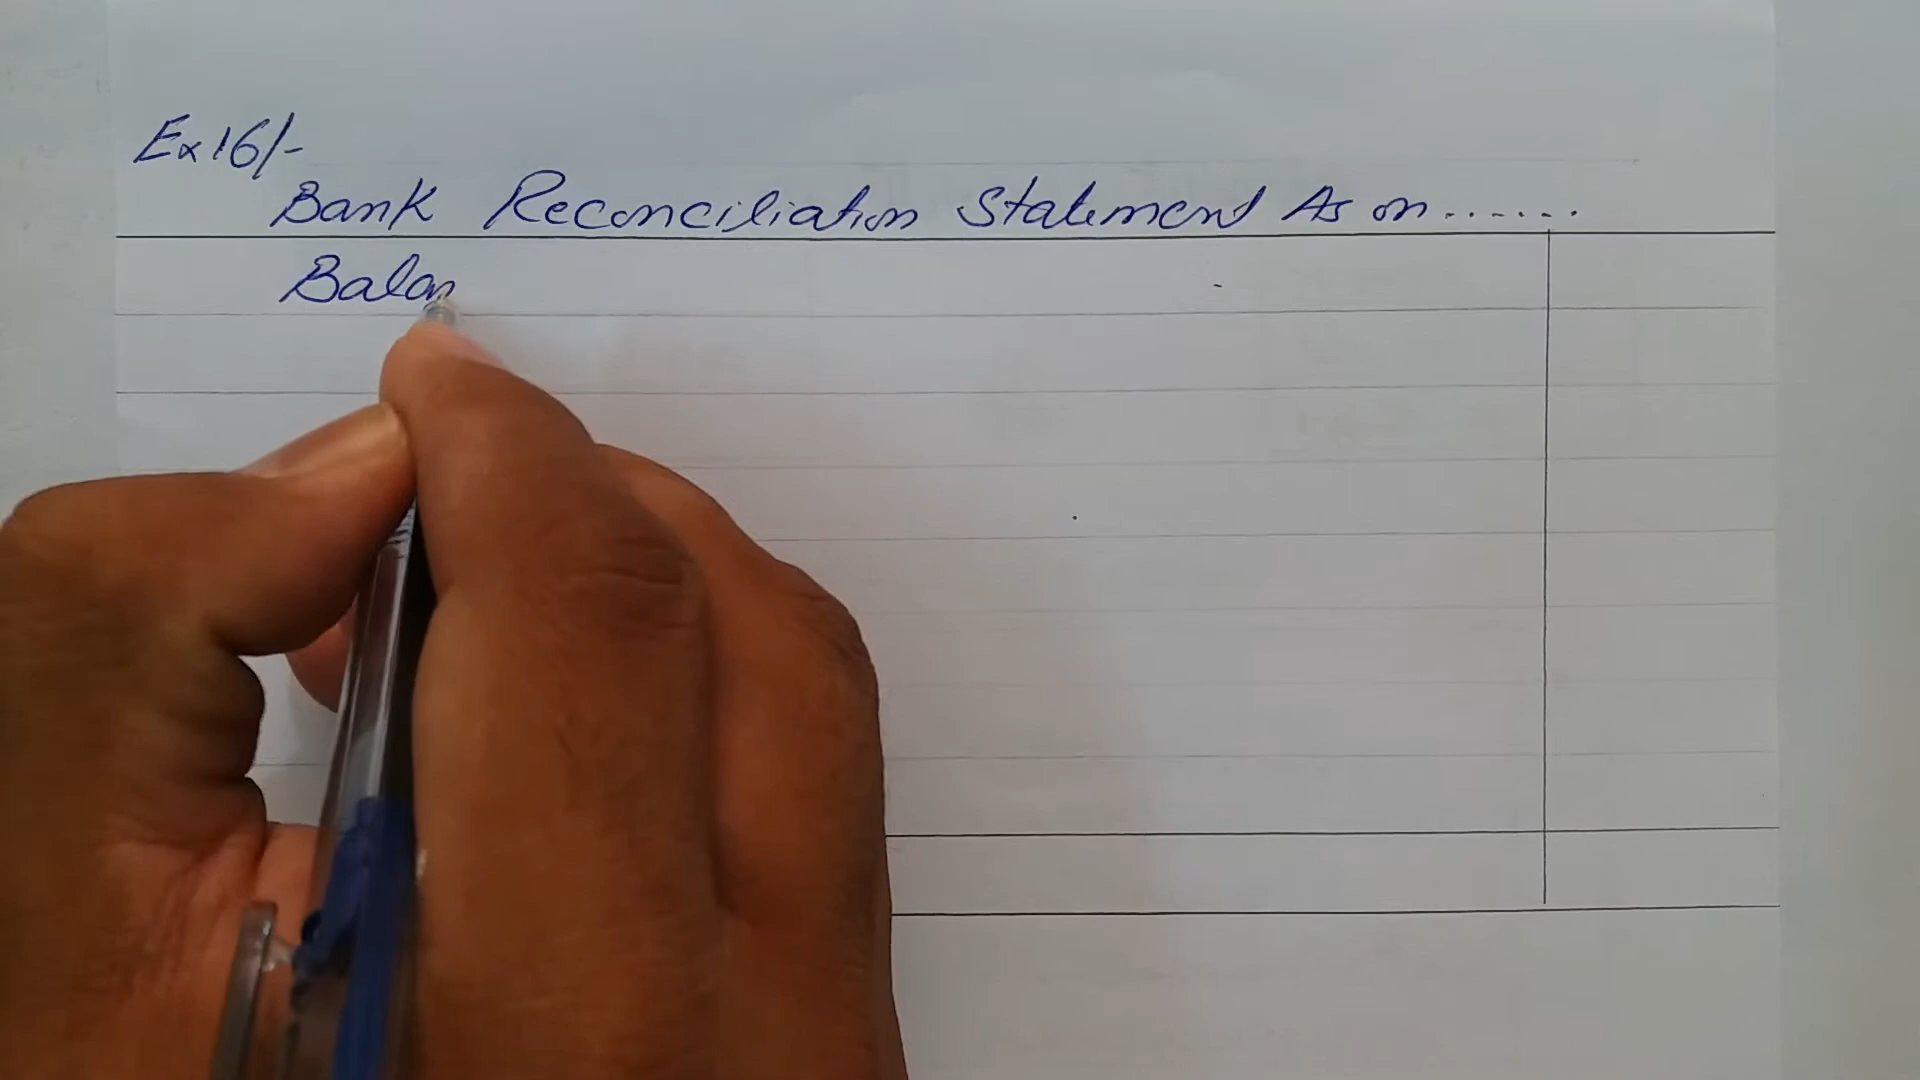 Ex 16/-
Bank Reconciliation Statement As on.......
Balan